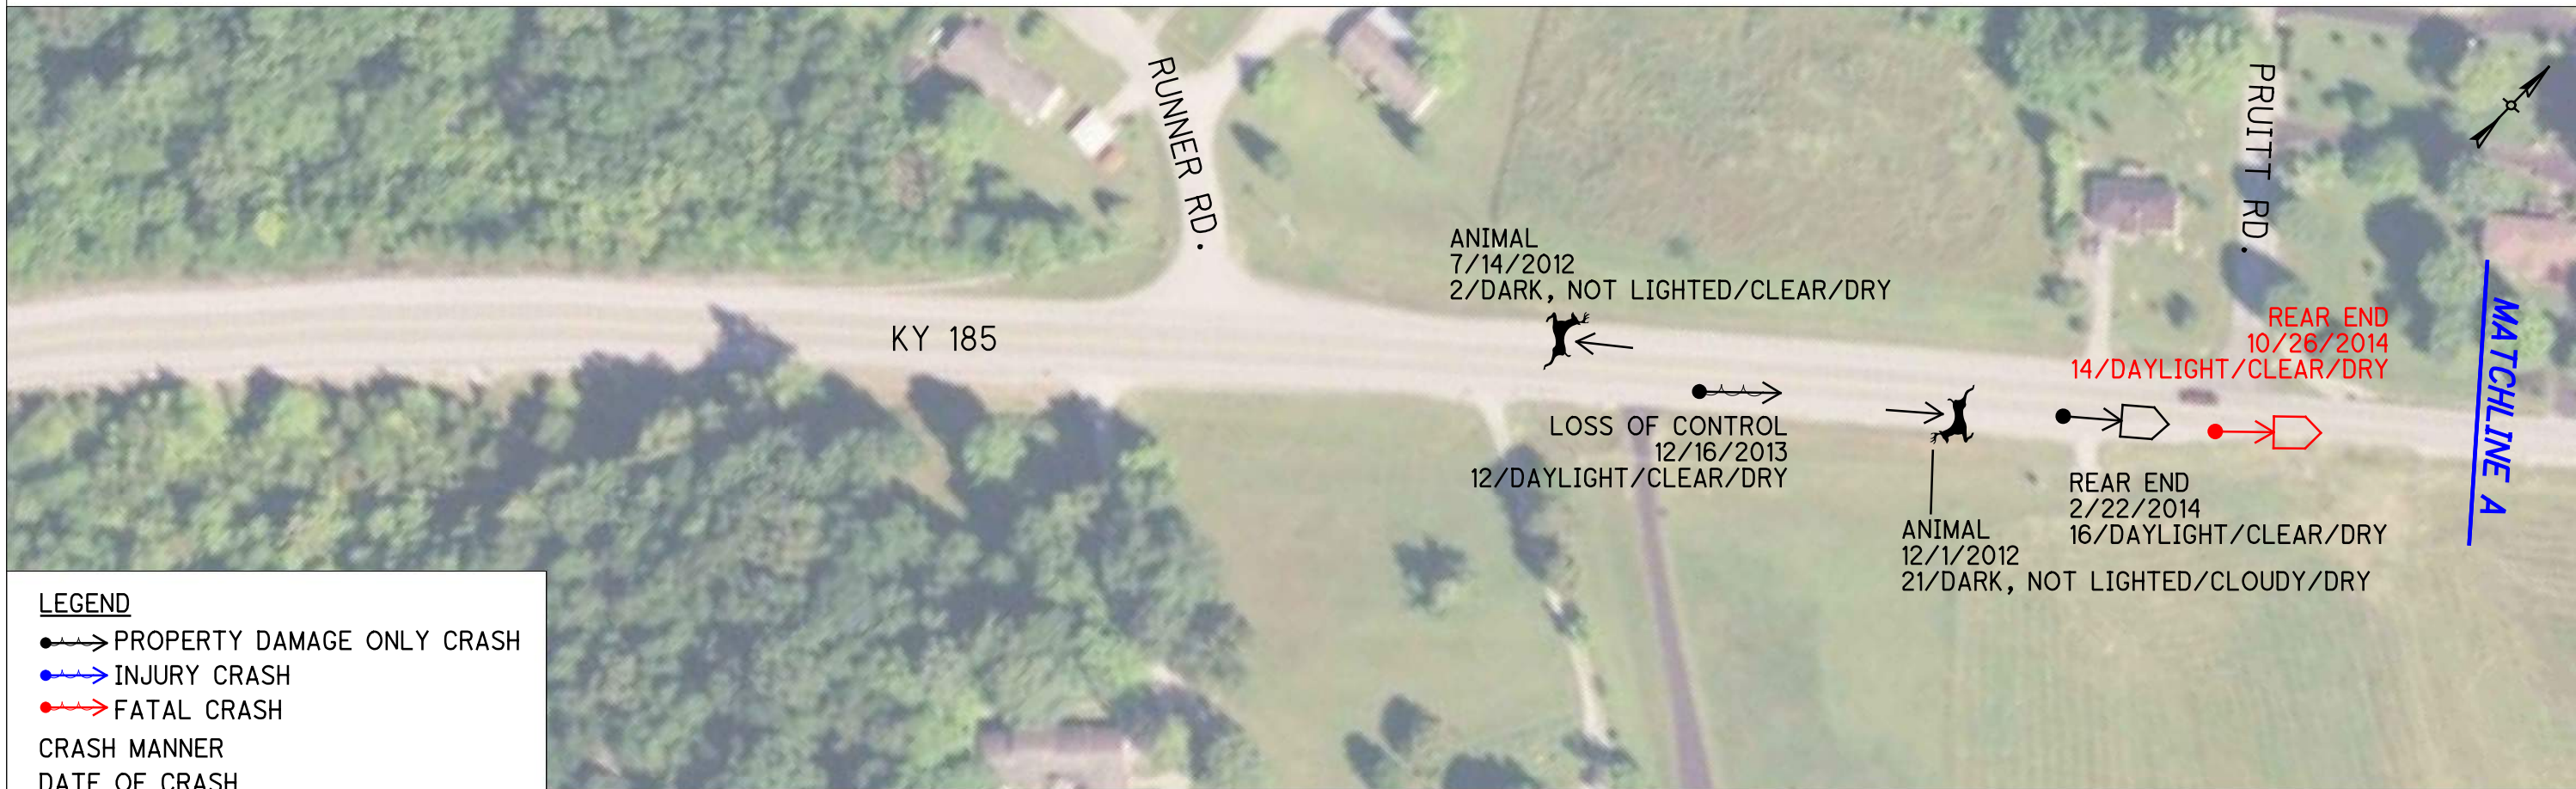 RUNNER RD.
PRUITT RD.
KY 185
ANIMAL
7/14/2012
2/DARK, NOT LIGHTED/CLEAR/DRY
LOSS OF CONTROL
12/16/2013
12/DAYLIGHT/CLEAR/DRY
ANIMAL
12/1/2012
21/DARK, NOT LIGHTED/CLOUDY/DRY
REAR END
2/22/2014
16/DAYLIGHT/CLEAR/DRY
REAR END
10/26/2014
14/DAYLIGHT/CLEAR/DRY
MATCHLINE A
LEGEND
PROPERTY DAMAGE ONLY CRASH
INJURY CRASH
FATAL CRASH
CRASH MANNER
DATE OF CRASH